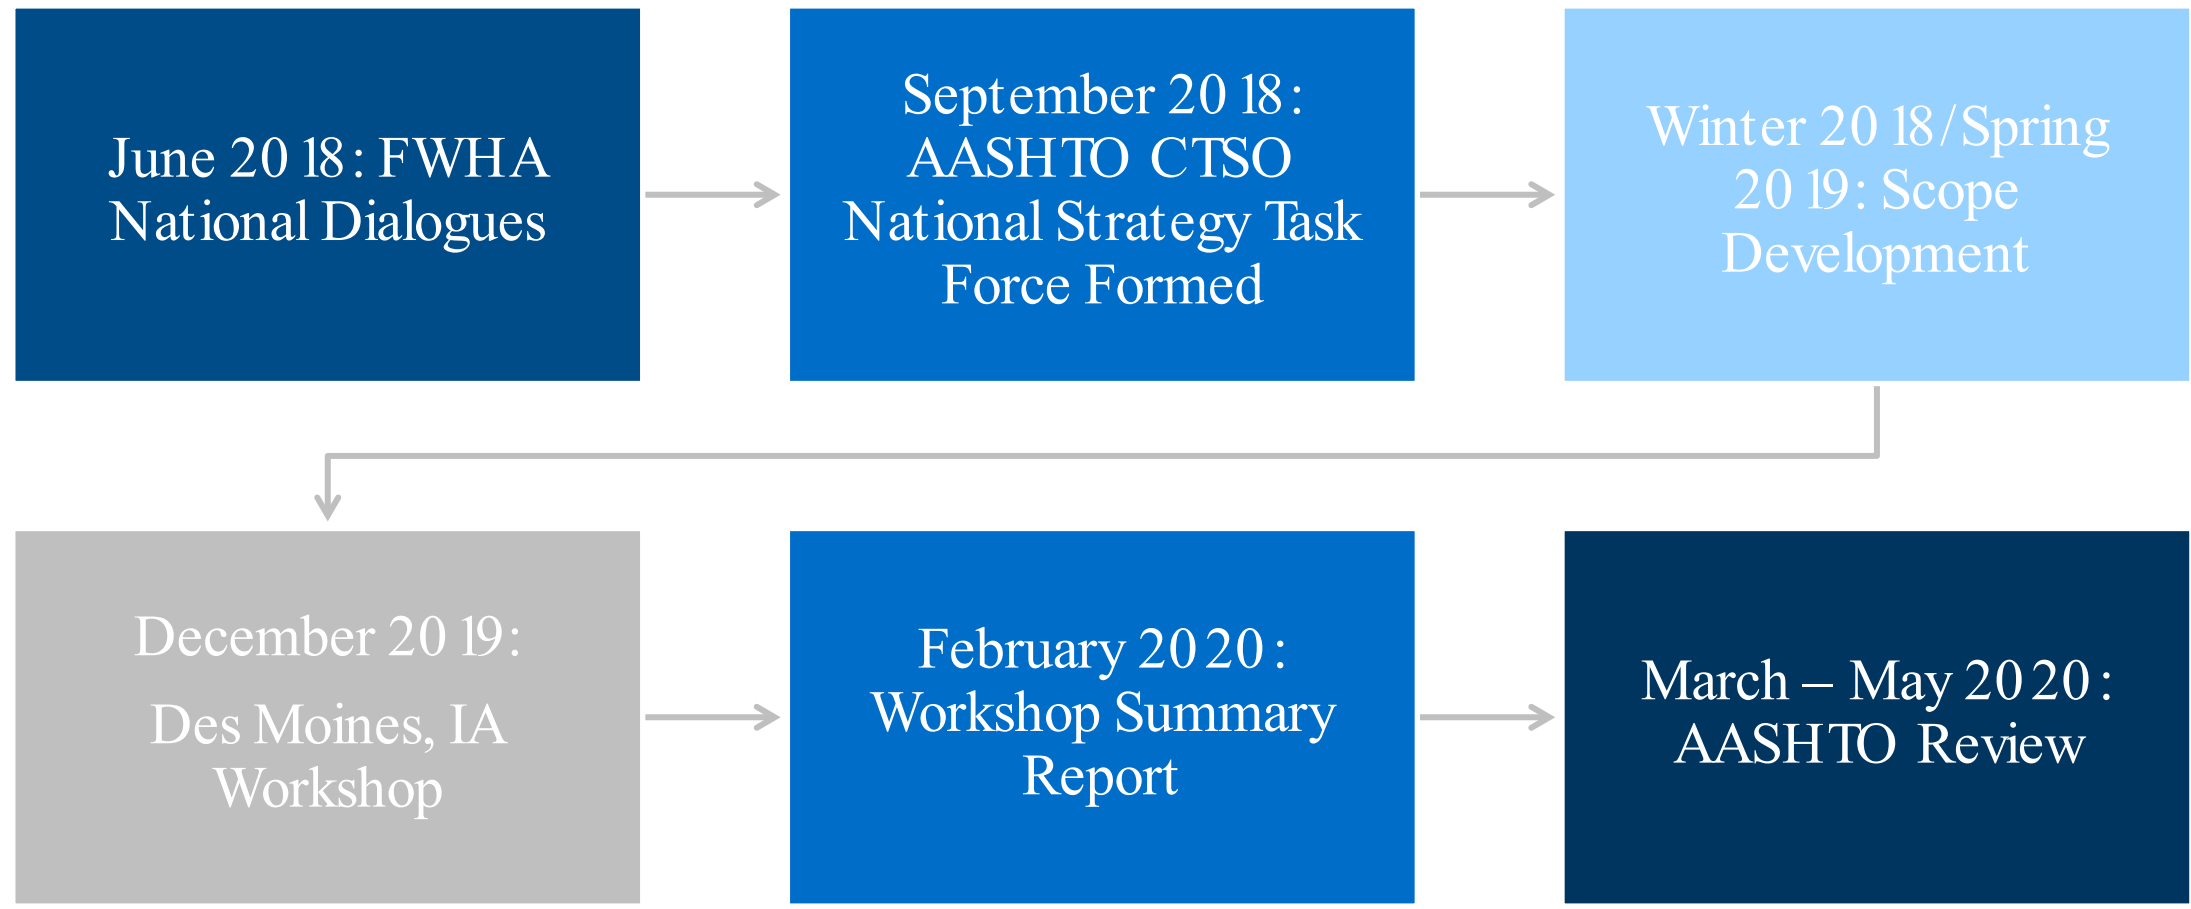 June 2018: FWHA
National Dialogues
September 2018:
AASHTO CTSO
National Strategy Task
Force Formed
Winter 2018/Spring
2019: Scope
Development
December 2019:
Des Moines, IA
Workshop
February 2020:
Workshop Summary
Report
March – May 2020:
AASHTO Review